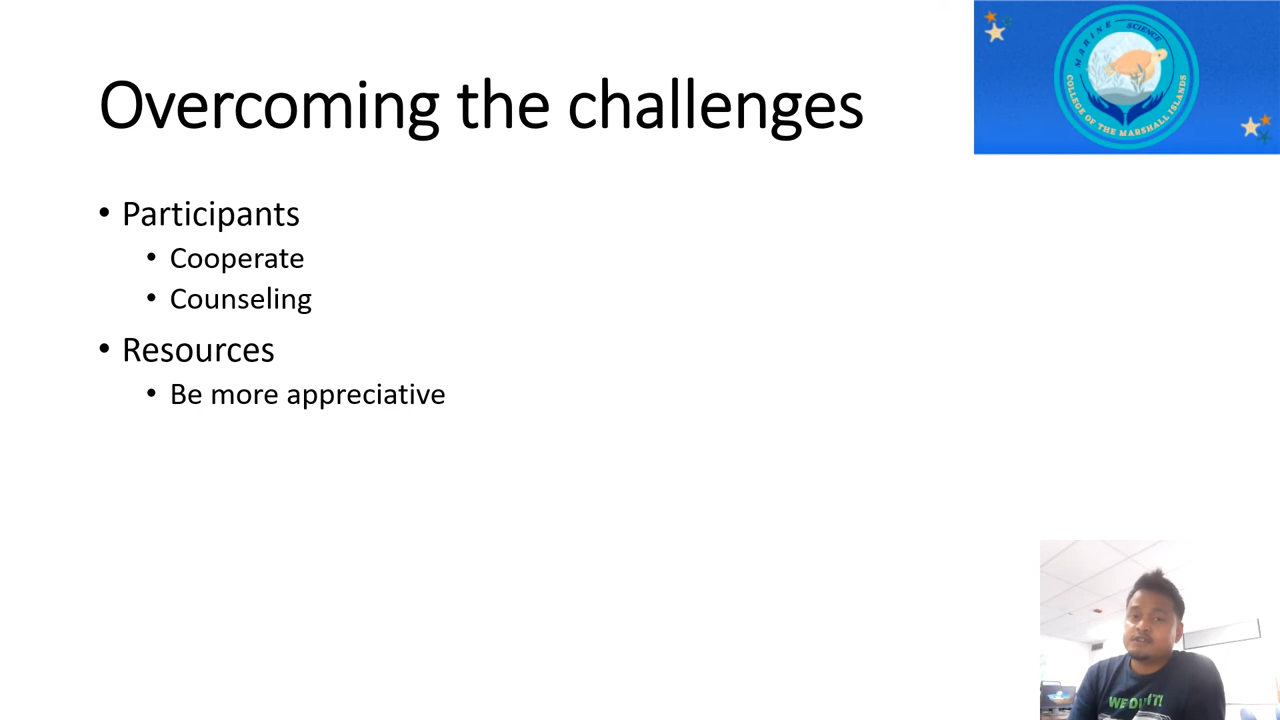 Overcoming the challenges
MARINE SCIENCE
COLLEGE OF THE MARSHALL ISLANDS
• Participants
• Cooperate
• Counseling
• Resources
• Be more appreciative